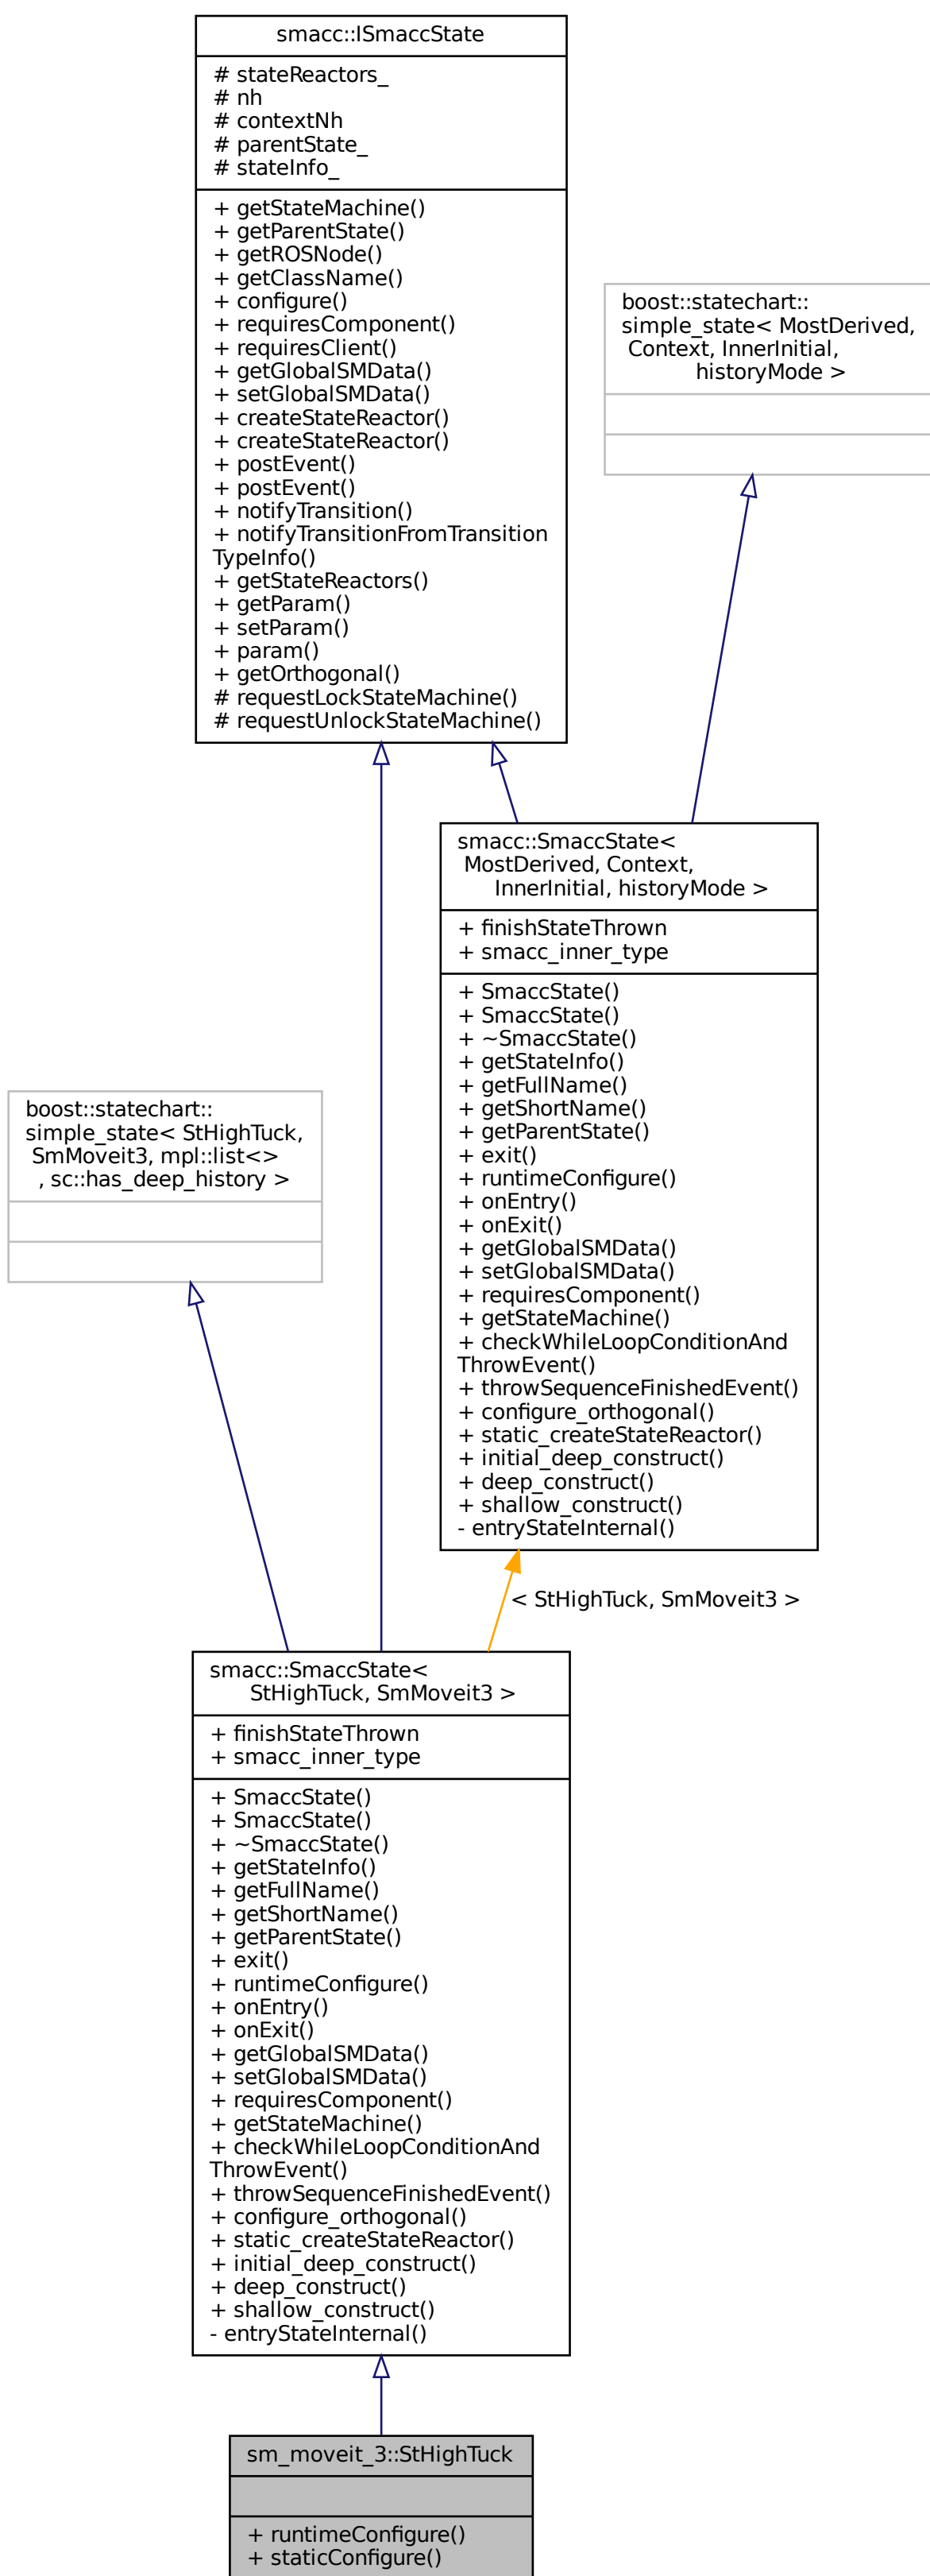 smacc::ISmaccState
# stateReactors_
# nh
# contextNh
# parentState_
# stateInfo_
+ getStateMachine()
+ getParentState()
+ getROSNode()
+ getClassName()
+ configure()
+ requiresComponent()
+ requiresClient()
+ getGlobalSMData()
+ setGlobalSMData()
+ createStateReactor()
+ createStateReactor()
+ postEvent()
+ postEvent()
+ notifyTransition()
+ notifyTransitionFromTransition
TypeInfo()
+ getStateReactors()
+ getParam()
+ setParam()
+ param()
+ getOrthogonal()
# requestLockStateMachine()
# requestUnlockStateMachine()
boost::statechart::
simple_state< MostDerived,
Context, InnerInitial,
historyMode >
smacc::SmaccState<
MostDerived, Context,
InnerInitial, historyMode >
+ finishStateThrown
+ smacc_inner_type
+ SmaccState()
+ SmaccState()
+ ~SmaccState()
+ getStateInfo()
+ getFullName()
+ getShortName()
+ getParentState()
+ exit()
+ runtimeConfigure()
+ onEntry()
+ onExit()
+ getGlobalSMData()
+ setGlobalSMData()
+ requiresComponent()
+ getStateMachine()
+ checkWhileLoopConditionAnd
ThrowEvent()
+ throwSequenceFinishedEvent()
+ configure_orthogonal()
+ static_createStateReactor()
+ initial_deep_construct()
+ deep_construct()
+ shallow_construct()
- entryStateInternal()
boost::statechart::
simple_state< StHighTuck,
SmMoveit3, mpl::list<>
, sc::has_deep_history >
< StHighTuck, SmMoveit3 >
smacc::SmaccState<
StHighTuck, SmMoveit3 >
+ finishStateThrown
+ smacc_inner_type
+ SmaccState()
+ SmaccState()
+ ~SmaccState()
+ getStateInfo()
+ getFullName()
+ getShortName()
+ getParentState()
+ exit()
+ runtimeConfigure()
+ onEntry()
+ onExit()
+ getGlobalSMData()
+ setGlobalSMData()
+ requiresComponent()
+ getStateMachine()
+ checkWhileLoopConditionAnd
ThrowEvent()
+ throwSequenceFinishedEvent()
+ configure_orthogonal()
+ static_createStateReactor()
+ initial_deep_construct()
+ deep_construct()
+ shallow_construct()
- entryStateInternal()
sm_moveit_3::StHighTuck
+ runtimeConfigure()
+ staticConfigure()